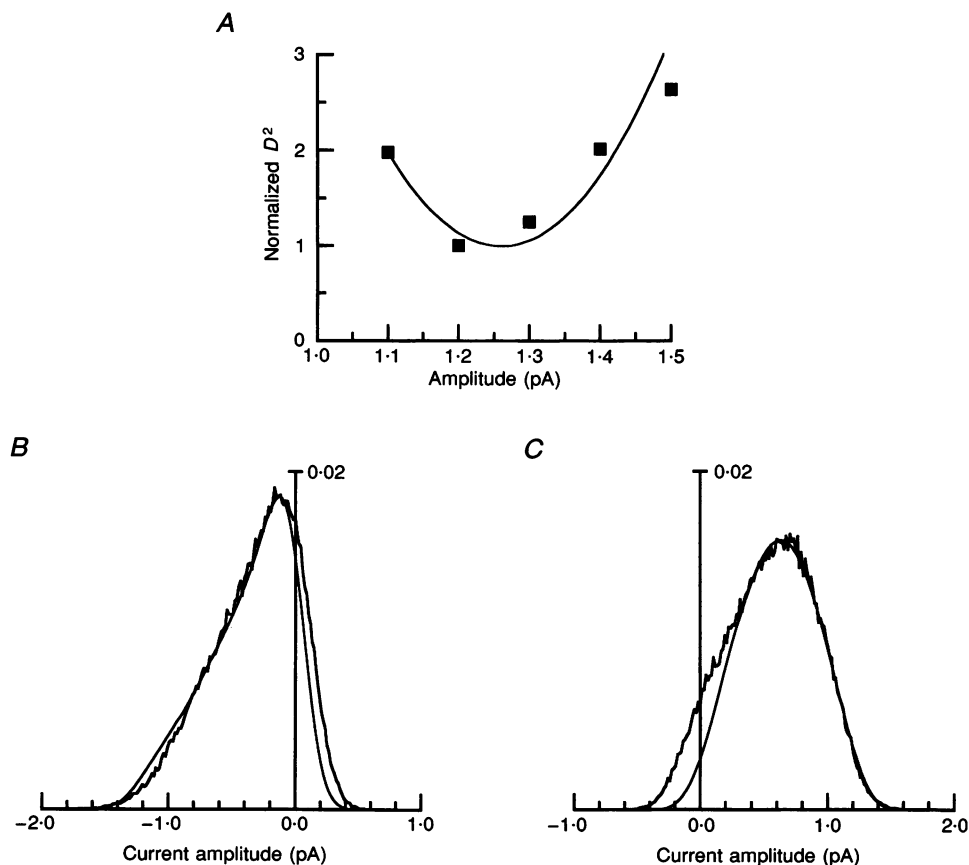 A
3
2
1
0
Normalized D²
1·0 1·1 1·2 1·3 1·4 1·5
Amplitude (pA)
B
0·02
-2·0 -1·0 0·0 1·0
Current amplitude (pA)
C
0·02
-1·0 0·0 1·0 2·0
Current amplitude (pA)